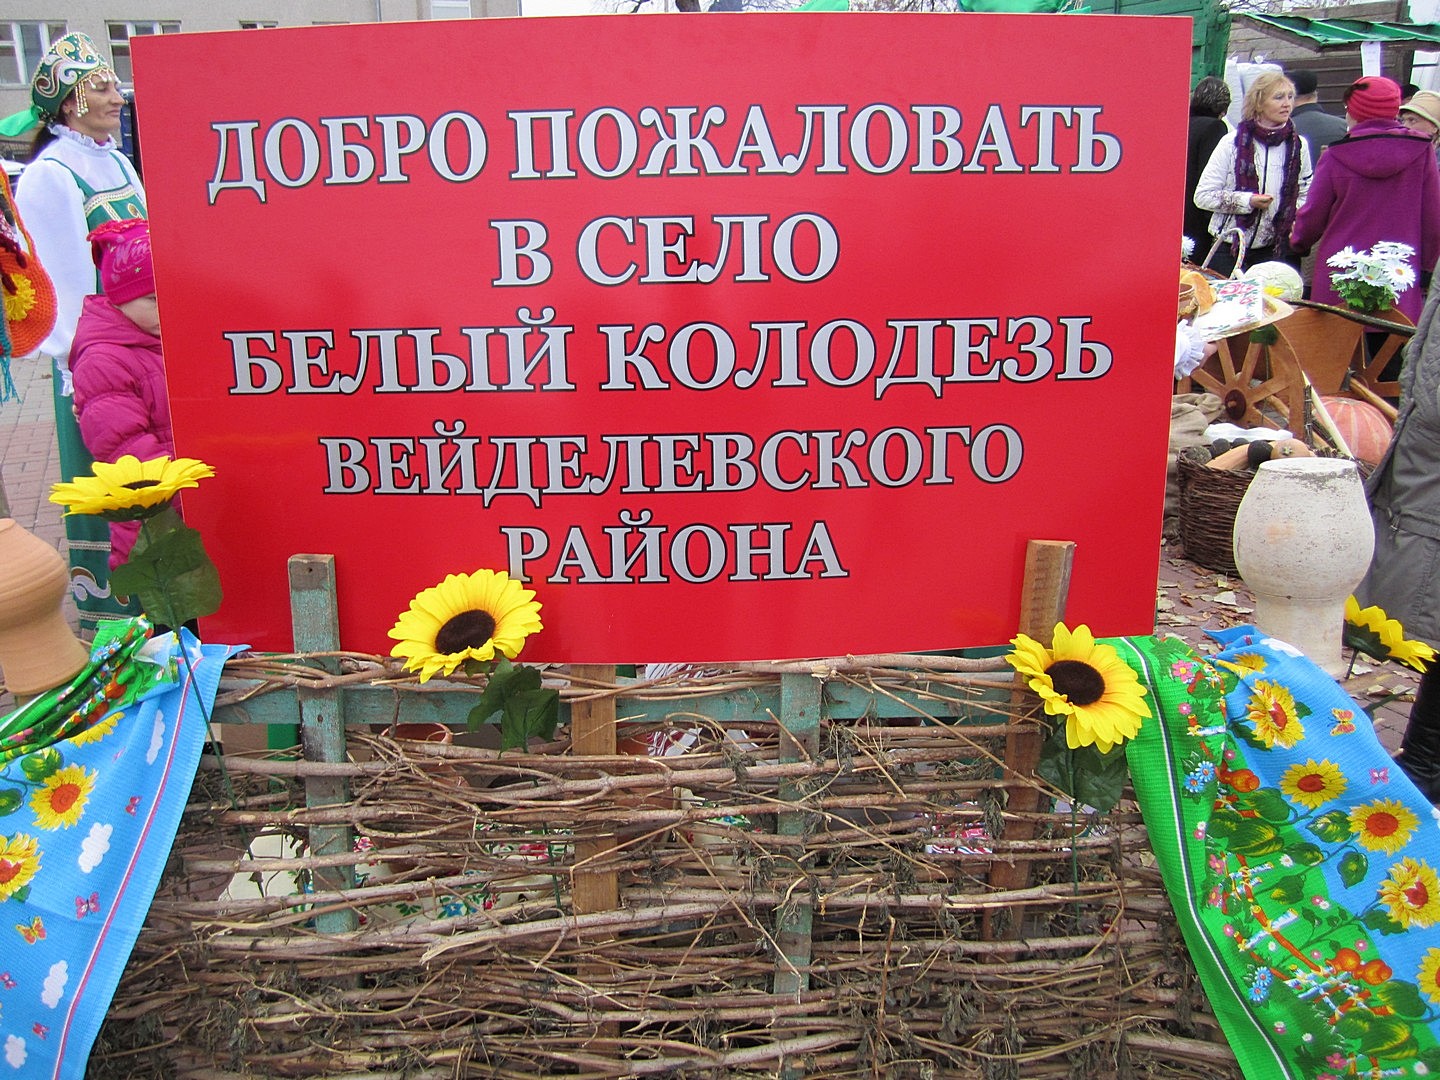 ДОБРО ПОЖАЛОВАТЬ
В СЕЛО
БЕЛЫЙ КОЛОДЕЗЬ
ВЕЙДЕЛЕВСКОГО
РАЙОНА